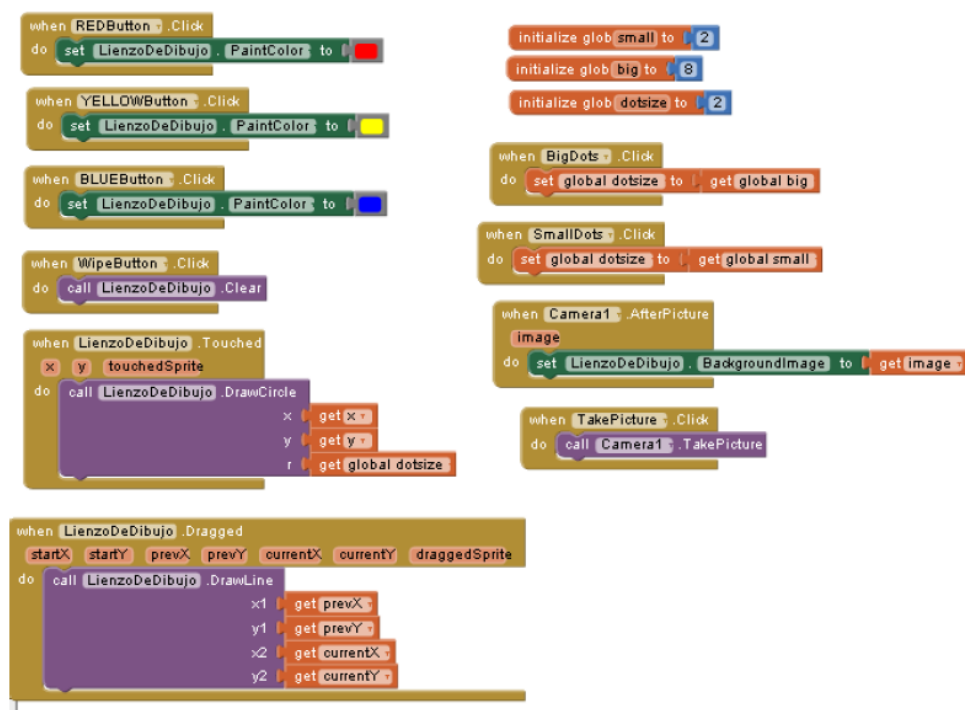 when REDButton .Click
do set LienzoDeDibujo . PaintColor to
when YELLOWButton .Click
do set LienzoDeDibujo . PaintColor to
when BLUEButton .Click
do set LienzoDeDibujo . PaintColor to
when WipeButton .Click
do call LienzoDeDibujo .Clear
when LienzoDeDibujo .Touched
x y touchedSprite
do call LienzoDeDibujo .DrawCircle
x get x
y get y
r get global dotsize
initialize glob small to 2
initialize glob big to 8
initialize glob dotsize to 2
when BigDots .Click
do set global dotsize to get global big
when SmallDots .Click
do set global dotsize to get global small
when Camera1 .AfterPicture
image
do set LienzoDeDibujo . BackgroundImage to get image
when TakePicture .Click
do call Camera1 .TakePicture
when LienzoDeDibujo .Dragged
startX startY prevX prevY currentX currentY draggedSprite
do call LienzoDeDibujo .DrawLine
x1 get prevX
y1 get prevY
x2 get currentX
y2 get currentY